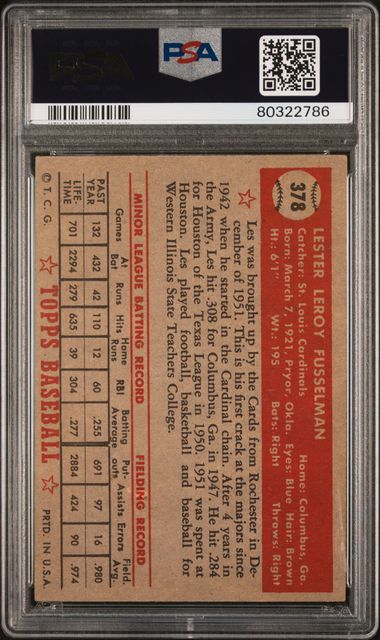 PSA
PSA
80322786
378
LESTER LEROY FUSSELMAN
Catcher: St. Louis Cardinals Home: Columbus, Ga.
Born: March 7, 1921, Pryor, Okla. Eyes: Blue Hair: Brown
Ht.: 6'1" Wt.: 195 Bats: Right Throws: Right
Les was brought up by the Cards from Rochester in De-
cember of 1951. This is his first crack at the majors since
1942 when he started in the Cardinal chain. After 4 years in
the Army, Les hit .308 for Columbus, Ga. in 1947. He hit .284
for Houston of the Texas League in 1950. 1951 was spent at
Houston. Les played football, basketball and baseball for
Western Illinois State Teachers College.
MINOR LEAGUE BATTING RECORD FIELDING RECORD
Games At Bat Runs Hits Home Runs RBI Batting Average Put-outs Assists Errors Field. Avg.
PAST YEAR 132 432 42 110 12 60 .255 691 97 16 .980
LIFE-TIME 701 2294 279 635 39 304 .277 2884 424 90 .974
© T. C. G. TOPPS BASEBALL PRTD. IN U.S.A.